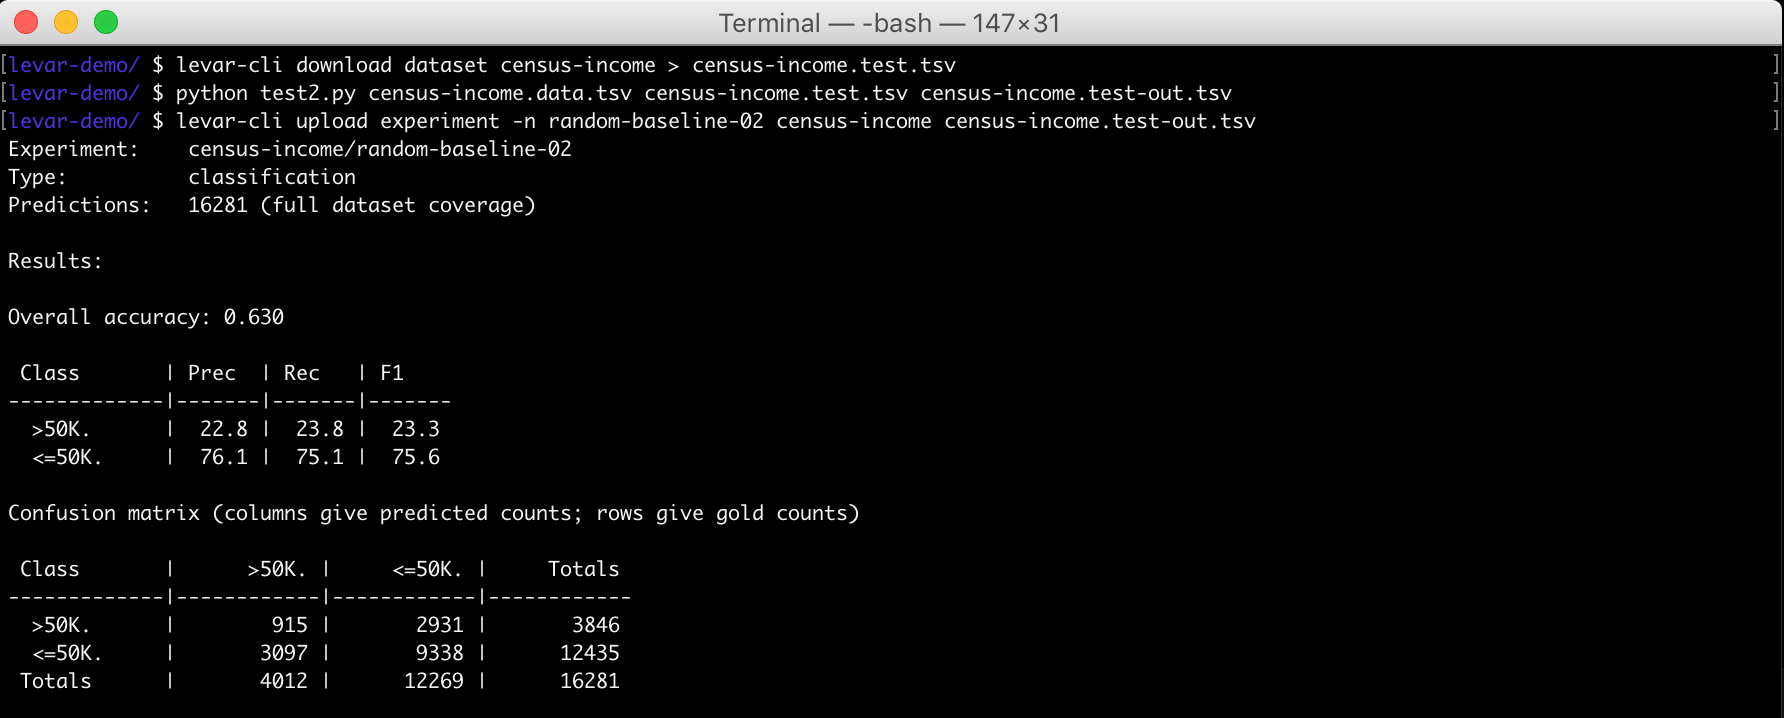 Terminal — -bash — 147×31
[levar-demo/ $ levar-cli download dataset census-income > census-income.test.tsv ]
[levar-demo/ $ python test2.py census-income.data.tsv census-income.test.tsv census-income.test-out.tsv ]
[levar-demo/ $ levar-cli upload experiment -n random-baseline-02 census-income census-income.test-out.tsv ]
Experiment:    census-income/random-baseline-02
Type:          classification
Predictions:   16281 (full dataset coverage)
Results:
Overall accuracy: 0.630
 Class       | Prec  | Rec   | F1
-------------|-------|-------|-------
  >50K.      |  22.8 |  23.8 |  23.3
  <=50K.     |  76.1 |  75.1 |  75.6
Confusion matrix (columns give predicted counts; rows give gold counts)
 Class       |      >50K. |     <=50K. |     Totals
-------------|------------|------------|------------
  >50K.      |        915 |       2931 |       3846
  <=50K.     |       3097 |       9338 |      12435
 Totals      |       4012 |      12269 |      16281